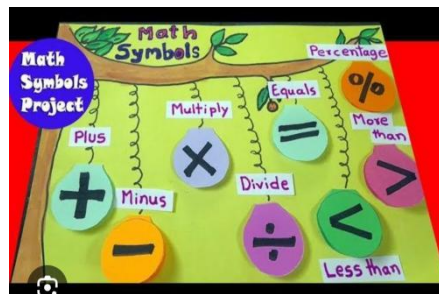 Math
Symbols
Project
Math
Symbols
Percentage
%
Equals
=
Multiply
×
More
than
>
Plus
+
Minus
−
Divide
÷
<
Less than